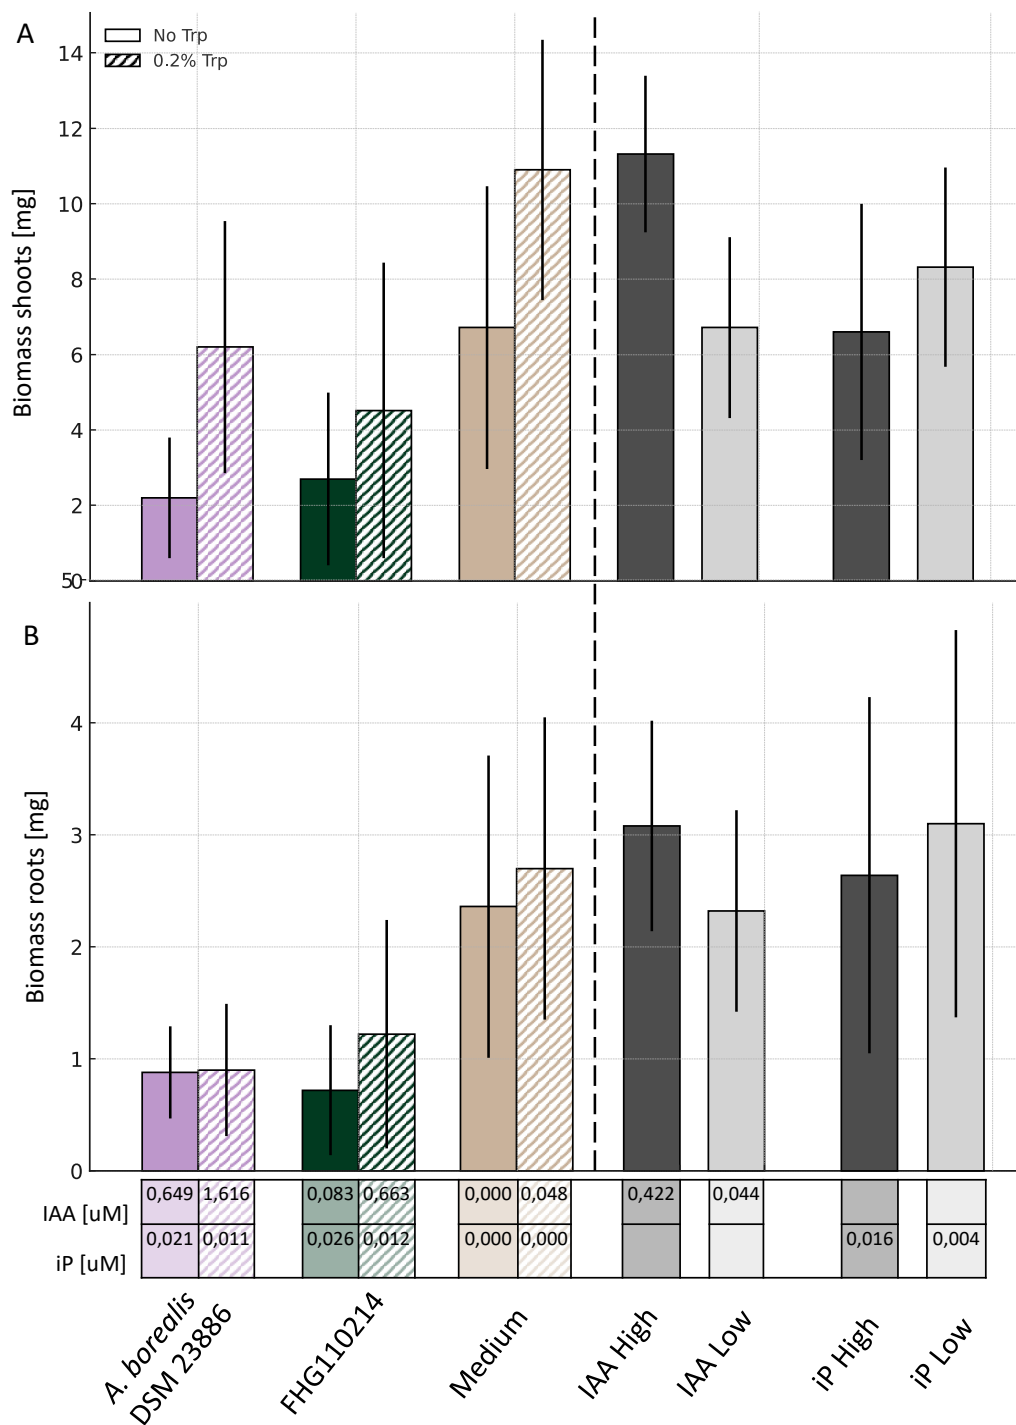 A
No Trp
0.2% Trp
14
12
10
8
6
4
2
50
Biomass shoots [mg]
B
4
3
2
1
0
Biomass roots [mg]
IAA [uM] 0,649 1,616 0,083 0,663 0,000 0,048 0,422 0,044
iP [uM] 0,021 0,011 0,026 0,012 0,000 0,000 0,016 0,004
A. borealis
DSM 23886
FHG110214
Medium
IAA High
IAA Low
iP High
iP Low